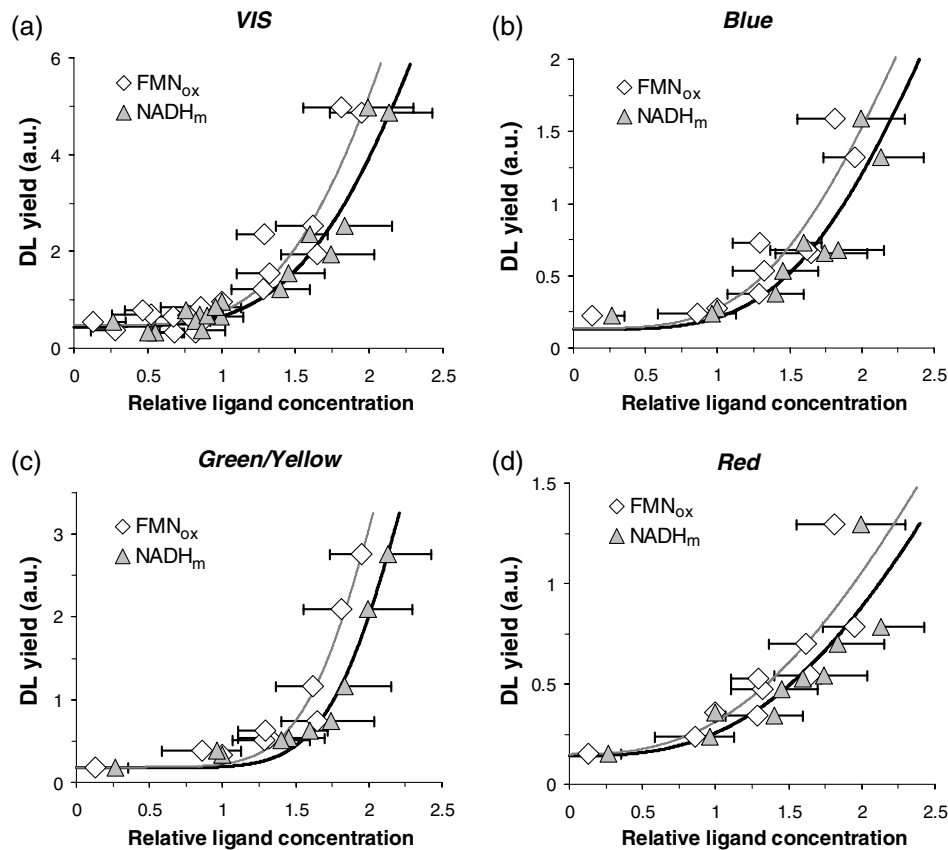 (a)
VIS
6
4
2
0
DL yield (a.u.)
FMNox
NADHm
0
0.5
1.0
1.5
2
2.5
Relative ligand concentration
(b)
Blue
2
1.5
1
0.5
0
DL yield (a.u.)
FMNox
NADHm
0
0.5
1.0
1.5
2
2.5
Relative ligand concentration
(c)
Green/Yellow
3
2
1
0
DL yield (a.u.)
FMNox
NADHm
0
0.5
1.0
1.5
2
2.5
Relative ligand concentration
(d)
Red
1.5
1
0.5
0
DL yield (a.u.)
FMNox
NADHm
0
0.5
1.0
1.5
2
2.5
Relative ligand concentration